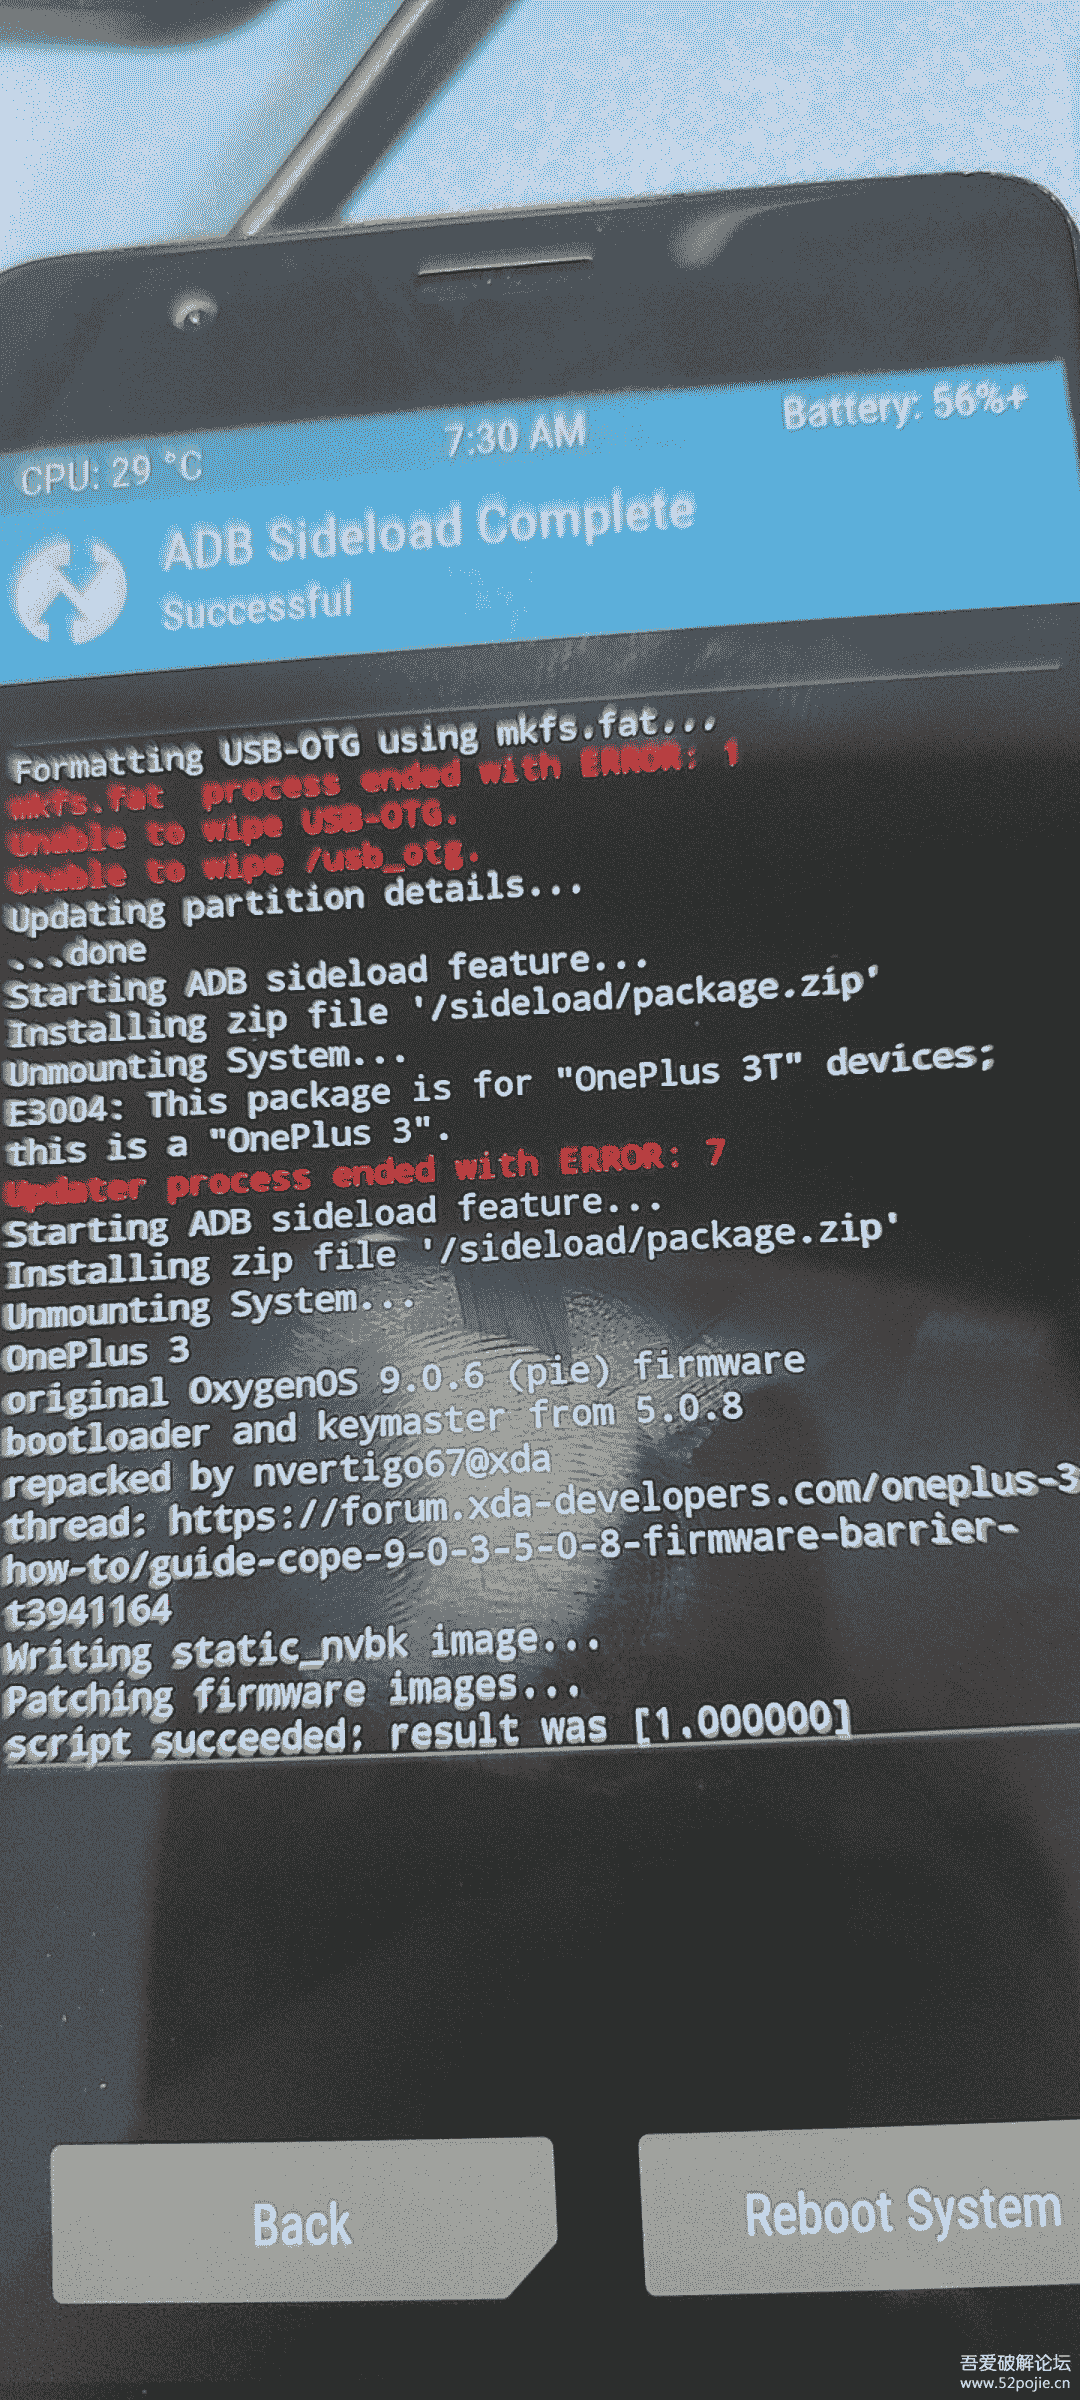 CPU: 29 °C
7:30 AM
Battery: 56%+
ADB Sideload Complete
Successful
Formatting USB-OTG using mkfs.fat...
mkfs.fat process ended with ERROR: 1
Unable to wipe USB-OTG.
Unable to wipe /usb_otg.
Updating partition details...
...done
Starting ADB sideload feature...
Installing zip file '/sideload/package.zip'
Unmounting System...
E3004: This package is for "OnePlus 3T" devices;
this is a "OnePlus 3".
Updater process ended with ERROR: 7
Starting ADB sideload feature...
Installing zip file '/sideload/package.zip'
Unmounting System...
OnePlus 3
original OxygenOS 9.0.6 (pie) firmware
bootloader and keymaster from 5.0.8
repacked by nvertigo67@xda
thread: https://forum.xda-developers.com/oneplus-3
how-to/guide-cope-9-0-3-5-0-8-firmware-barrier-
t3941164
Writing static_nvbk image...
Patching firmware images...
script succeeded: result was [1.000000]
Back
Reboot System
吾爱破解论坛
www.52pojie.cn